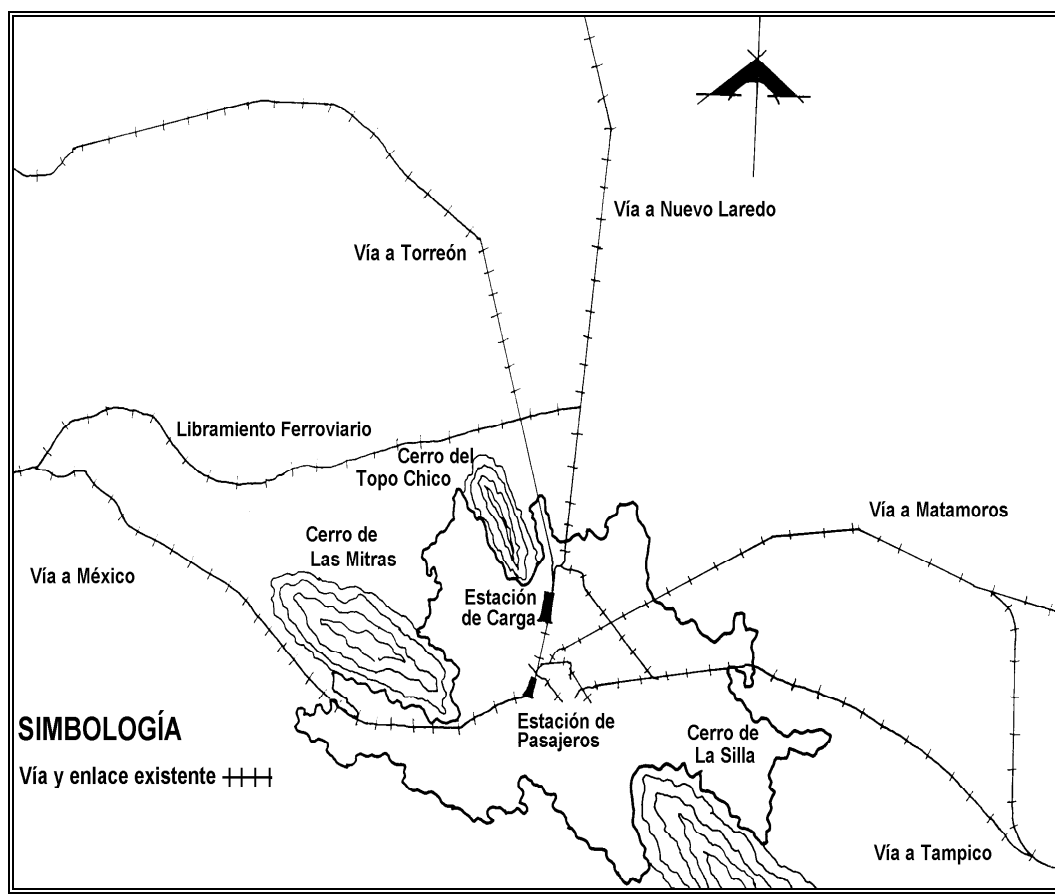 Vía a Nuevo Laredo
Vía a Torreón
Libramiento Ferroviario
Cerro del
Topo Chico
Vía a Matamoros
Cerro de
Las Mitras
Vía a México
Estación
de Carga
SIMBOLOGÍA
Vía y enlace existente
Estación de
Pasajeros
Cerro de
La Silla
Vía a Tampico